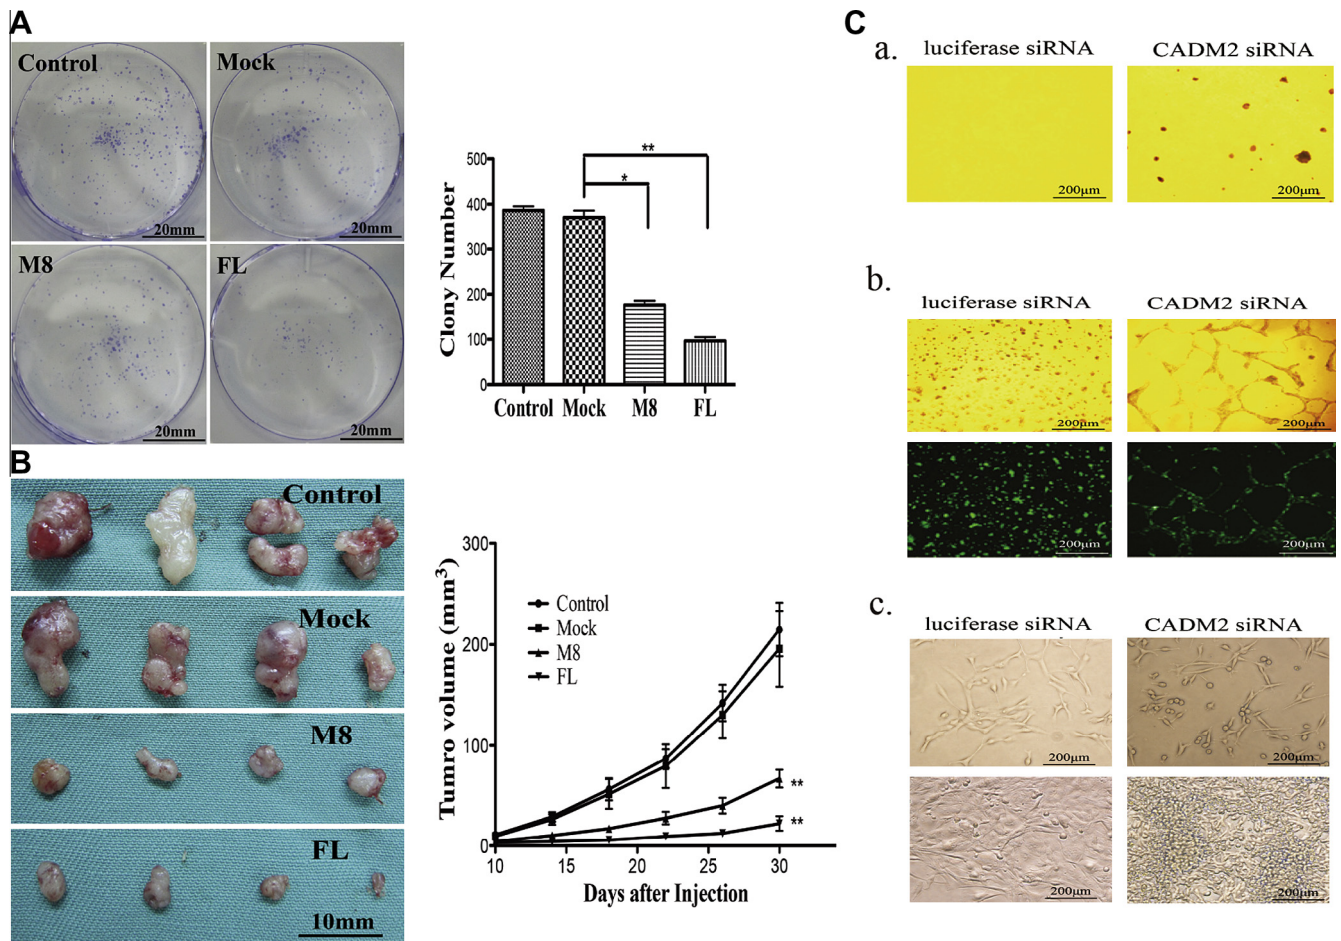 A
Control
Mock
20mm
20mm
M8
FL
20mm
20mm
Clony Number
500
400
300
200
100
0
**
*
Control Mock M8 FL
B
Control
Mock
M8
FL
10mm
Tumro volume (mm³)
300
200
100
0
Control
Mock
M8
FL
**
**
10 15 20 25 30
Days after Injection
C
a.
luciferase siRNA CADM2 siRNA
200μm
200μm
b.
luciferase siRNA CADM2 siRNA
200μm
200μm
200μm
200μm
c.
luciferase siRNA CADM2 siRNA
200μm
200μm
200μm
200μm